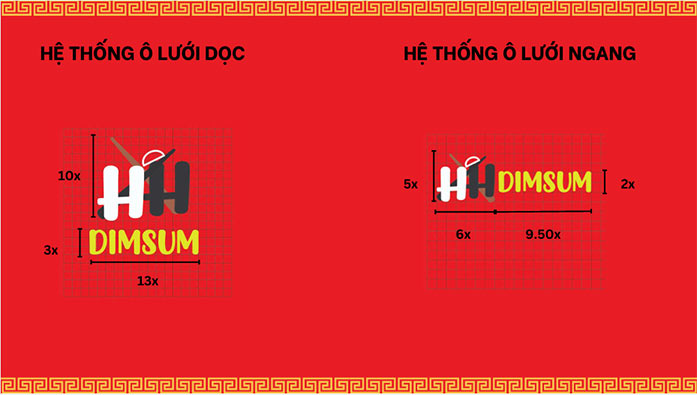 HỆ THỐNG Ô LƯỚI DỌC
10x
HH
DIMSUM
3x
13x
HỆ THỐNG Ô LƯỚI NGANG
5x
HH DIMSUM
2x
6x
9.50x